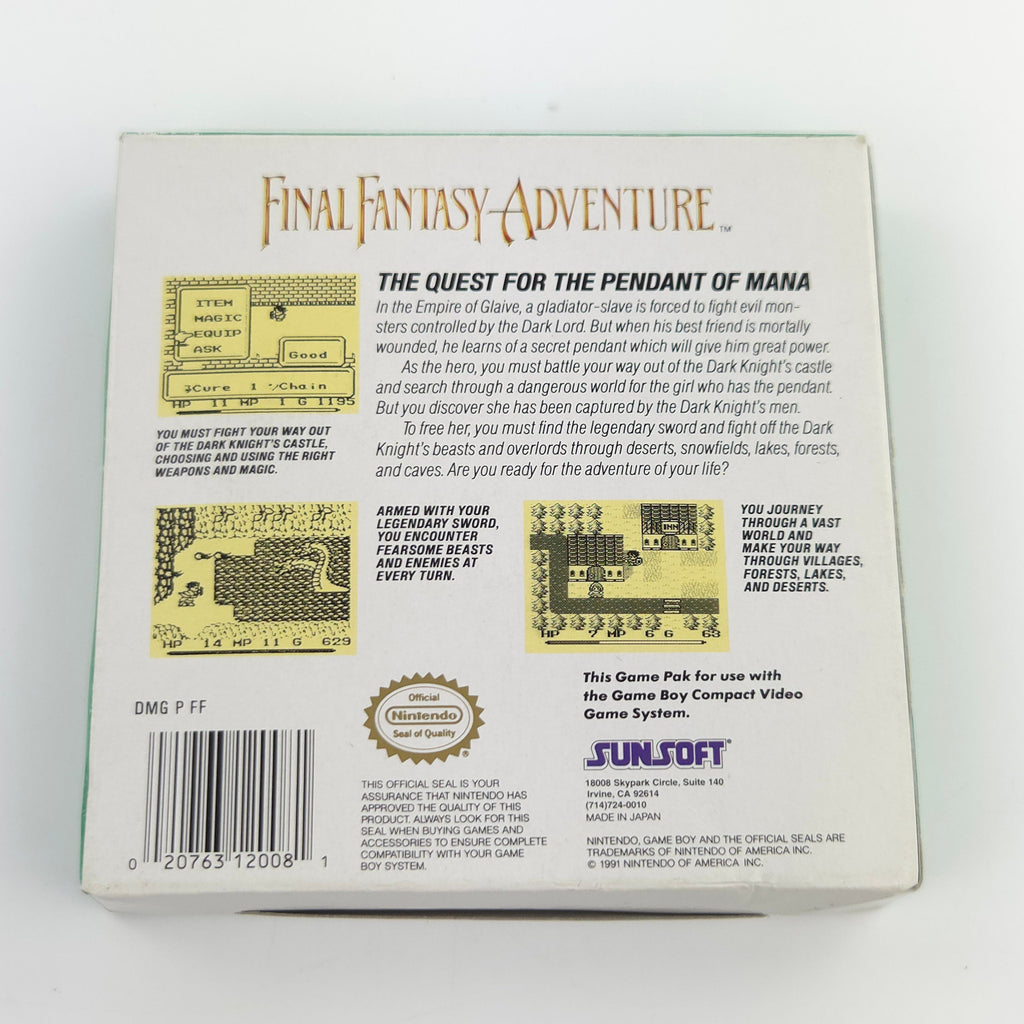 FINAL FANTASY ADVENTURE ™
THE QUEST FOR THE PENDANT OF MANA
In the Empire of Glaive, a gladiator-slave is forced to fight evil mon-
sters controlled by the Dark Lord. But when his best friend is mortally
wounded, he learns of a secret pendant which will give him great power.
As the hero, you must battle your way out of the Dark Knight's castle
and search through a dangerous world for the girl who has the pendant.
But you discover she has been captured by the Dark Knight's men.
To free her, you must find the legendary sword and fight off the Dark
Knight's beasts and overlords through deserts, snowfields, lakes, forests,
and caves. Are you ready for the adventure of your life?
ITEM
MAGIC
EQUIP
ASK
Good
Cure 1 Chain
HP 11 MP 1 G 1195
YOU MUST FIGHT YOUR WAY OUT
OF THE DARK KNIGHT'S CASTLE,
CHOOSING AND USING THE RIGHT
WEAPONS AND MAGIC.
HP 14 MP 11 G 629
ARMED WITH YOUR
LEGENDARY SWORD,
YOU ENCOUNTER
FEARSOME BEASTS
AND ENEMIES AT
EVERY TURN.
INN
HP 7 MP 6 G 63
YOU JOURNEY
THROUGH A VAST
WORLD AND
MAKE YOUR WAY
THROUGH VILLAGES,
FORESTS, LAKES,
AND DESERTS.
DMG P FF
0 20763 12008 1
Official
Nintendo
Seal of Quality
®
THIS OFFICIAL SEAL IS YOUR
ASSURANCE THAT NINTENDO HAS
APPROVED THE QUALITY OF THIS
PRODUCT. ALWAYS LOOK FOR THIS
SEAL WHEN BUYING GAMES AND
ACCESSORIES TO ENSURE COMPLETE
COMPATIBILITY WITH YOUR GAME
BOY SYSTEM.
This Game Pak for use with
the Game Boy Compact Video
Game System.
SUNSOFT®
18008 Skypark Circle, Suite 140
Irvine, CA 92614
(714)724-0010
MADE IN JAPAN
NINTENDO, GAME BOY AND THE OFFICIAL SEALS ARE
TRADEMARKS OF NINTENDO OF AMERICA INC.
© 1991 NINTENDO OF AMERICA INC.